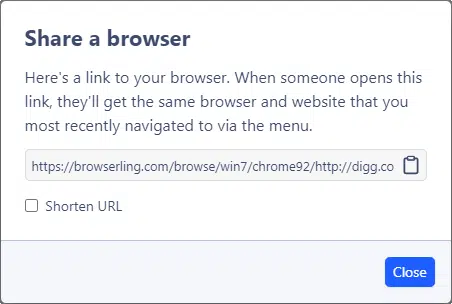 Share a browser
Here's a link to your browser. When someone opens this
link, they'll get the same browser and website that you
most recently navigated to via the menu.
https://browserling.com/browse/win7/chrome92/http://digg.co
Shorten URL
Close